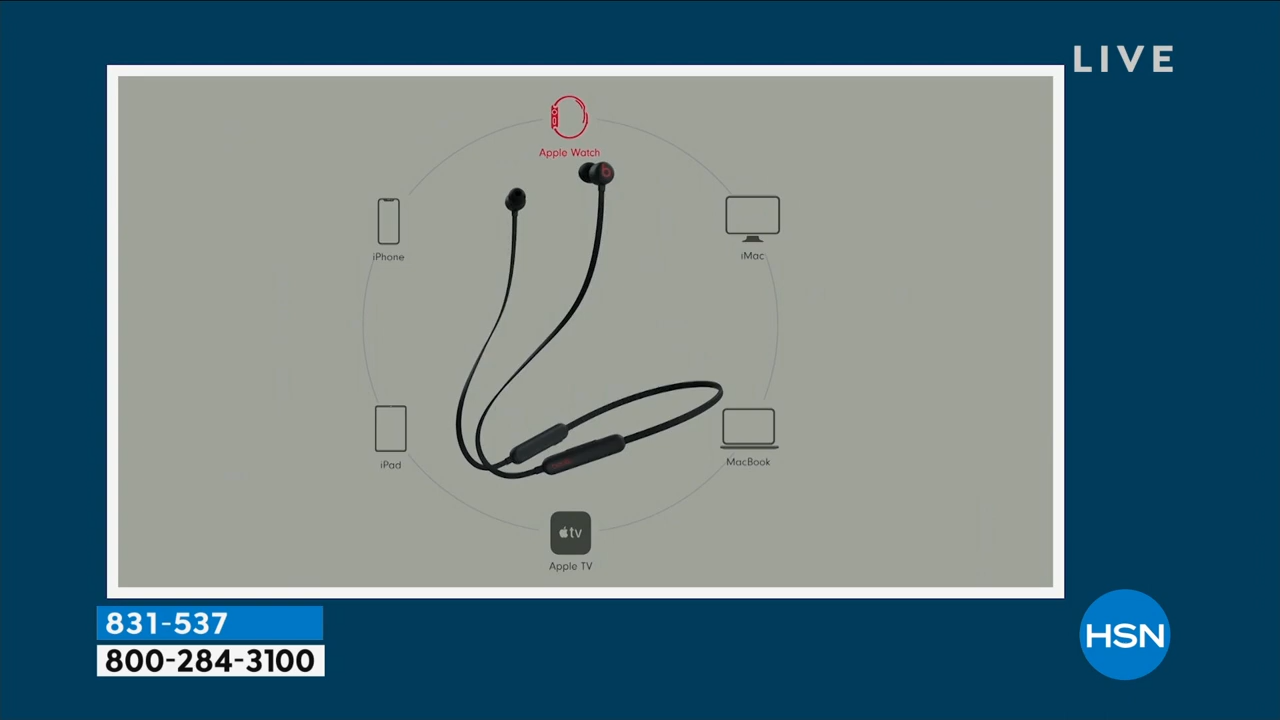 LIVE
Apple Watch
iPhone
iMac
iPad
MacBook
tv
Apple TV
831-537
800-284-3100
HSN